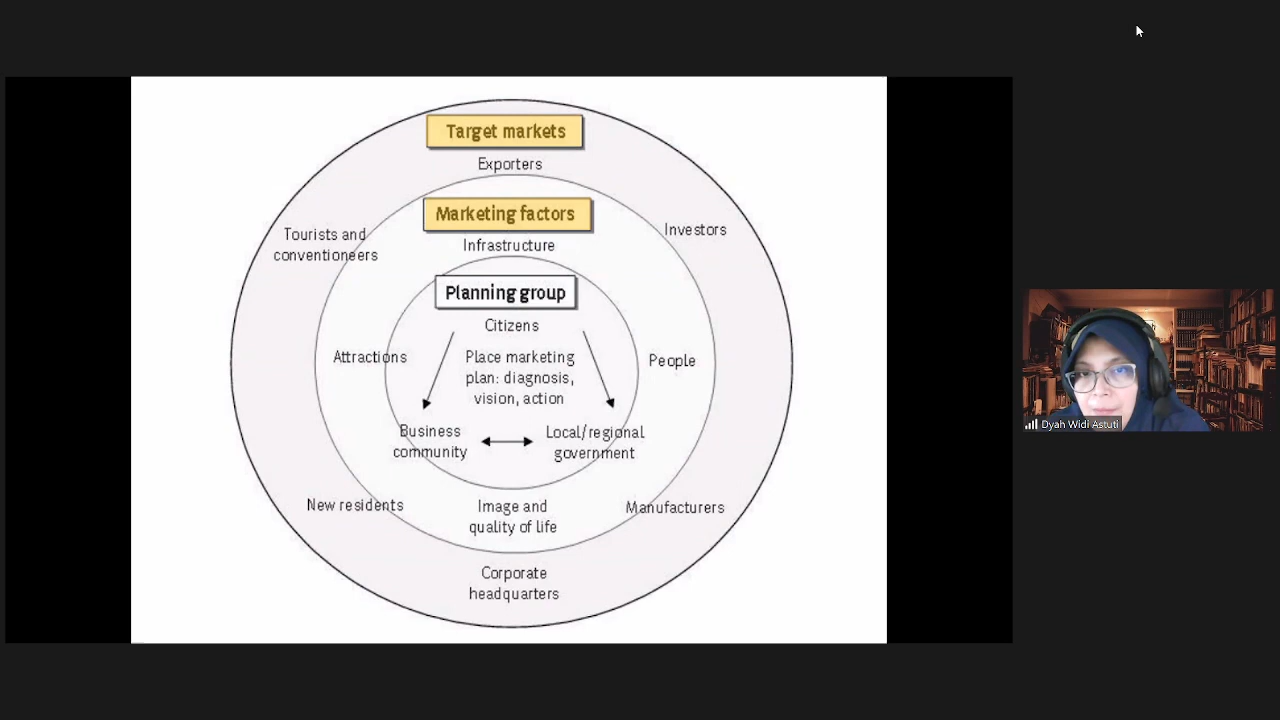 Target markets
Exporters
Marketing factors
Infrastructure
Tourists and
conventioneers
Investors
Planning group
Citizens
Attractions
Place marketing
plan: diagnosis,
vision, action
People
Business
community
Local/regional
government
New residents
Image and
quality of life
Manufacturers
Corporate
headquarters
Dyah Widi Astuti